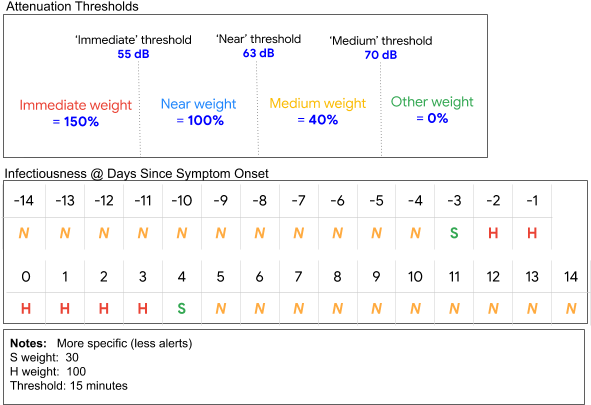 Attenuation Thresholds
'Immediate' threshold
55 dB
'Near' threshold
63 dB
'Medium' threshold
70 dB
Immediate weight
= 150%
Near weight
= 100%
Medium weight
= 40%
Other weight
= 0%
Infectiousness @ Days Since Symptom Onset
-14 -13 -12 -11 -10 -9 -8 -7 -6 -5 -4 -3 -2 -1
N N N N N N N N N N N S H H
0 1 2 3 4 5 6 7 8 9 10 11 12 13 14
H H H H S N N N N N N N N N N
Notes: More specific (less alerts)
S weight: 30
H weight: 100
Threshold: 15 minutes